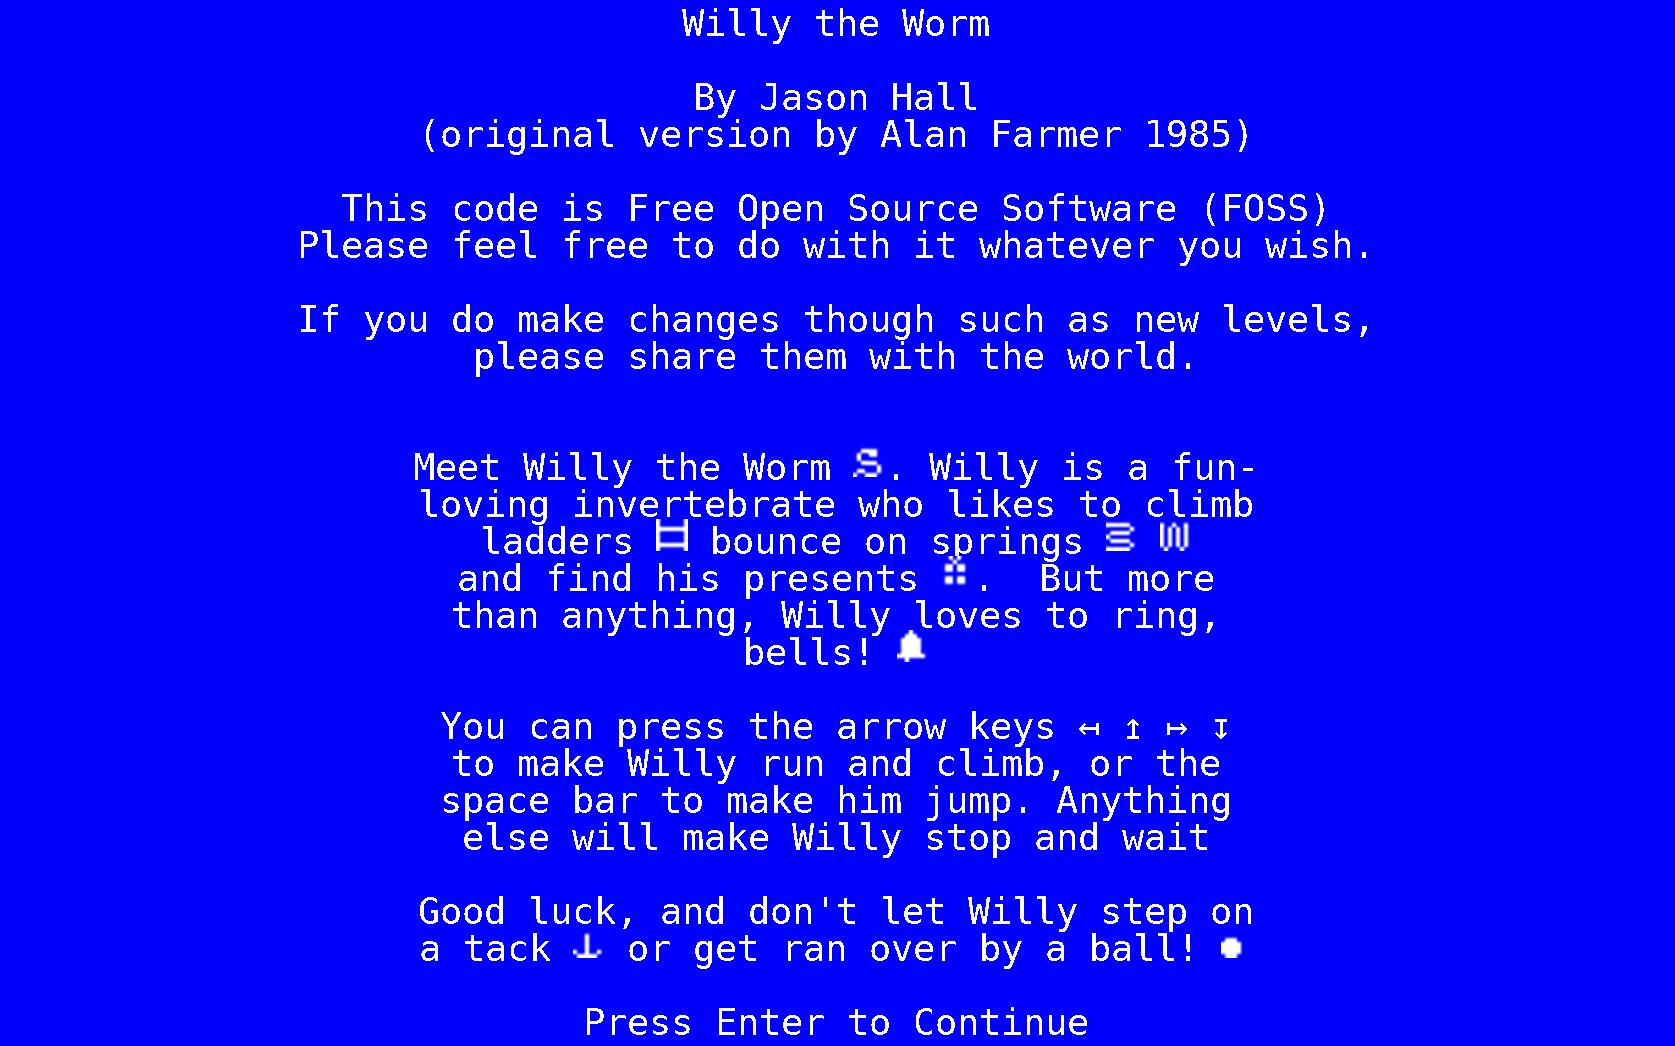 Willy the Worm
By Jason Hall
(original version by Alan Farmer 1985)
This code is Free Open Source Software (FOSS)
Please feel free to do with it whatever you wish.
If you do make changes though such as new levels,
please share them with the world.
Meet Willy the Worm . Willy is a fun-
loving invertebrate who likes to climb
ladders bounce on springs
and find his presents . But more
than anything, Willy loves to ring,
bells!
You can press the arrow keys ↤ ↥ ↦ ↧
to make Willy run and climb, or the
space bar to make him jump. Anything
else will make Willy stop and wait
Good luck, and don't let Willy step on
a tack or get ran over by a ball!
Press Enter to Continue